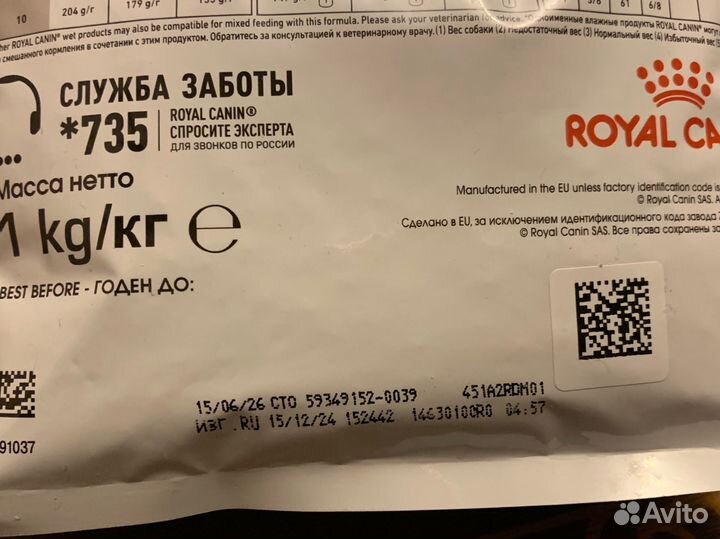 10 204 g/г 179 g/г
ROYAL CANIN® wet products may also be compatible for mixed feeding with this formula. Please ask your veterinarian for advice.
смешанного кормления в сочетании с этим продуктом. Обратитесь за консультацией к ветеринарному врачу. (1) Вес собаки (2) Недостаточный вес (3) Нормальный вес (4) Избыточный вес
СЛУЖБА ЗАБОТЫ
*735
ROYAL CANIN®
СПРОСИТЕ ЭКСПЕРТА
ДЛЯ ЗВОНКОВ ПО РОССИИ
ROYAL CA
Масса нетто
1 kg/кг e
Manufactured in the EU unless factory identification code is
© Royal Canin SAS. A
Сделано в EU, за исключением идентификационного кода завода
© Royal Canin SAS. Все права сохранены
BEST BEFORE - ГОДЕН ДО:
15/06/26 СТО 59349152-0039 451A2RDM01
ИЗГ.RU 15/12/24 152442 14630100R0 04:57
91037
Avito